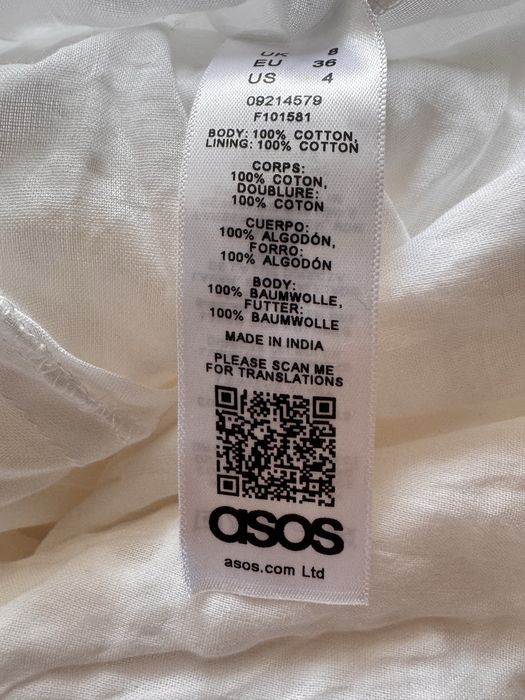 UK 8
EU 36
US 4
09214579
F101581
BODY: 100% COTTON,
LINING: 100% COTTON
CORPS:
100% COTON,
DOUBLURE:
100% COTON
CUERPO:
100% ALGODÓN,
FORRO:
100% ALGODÓN
BODY:
100% BAUMWOLLE,
FUTTER:
100% BAUMWOLLE
MADE IN INDIA
PLEASE SCAN ME
FOR TRANSLATIONS
asos
asos.com Ltd